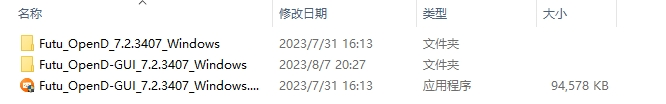 名称 修改日期 类型 大小
Futu_OpenD_7.2.3407_Windows 2023/7/31 16:13 文件夹
Futu_OpenD-GUI_7.2.3407_Windows 2023/8/7 20:27 文件夹
Futu_OpenD-GUI_7.2.3407_Windows.... 2023/7/31 16:13 应用程序 94,578 KB